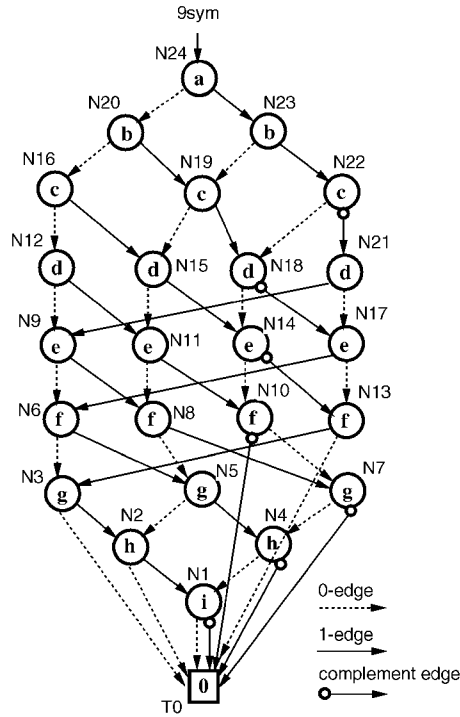 9sym
N24
a
N20
N23
b
b
N16
N19
N22
c
c
c
N12
N21
d
d
N15
d
N18
d
N9
N17
e
e
N11
e
N14
e
N6
N10
N13
f
f
N8
f
f
N3
N5
N7
g
g
g
N2
N4
h
h
N1
i
0-edge
1-edge
complement edge
0
T0